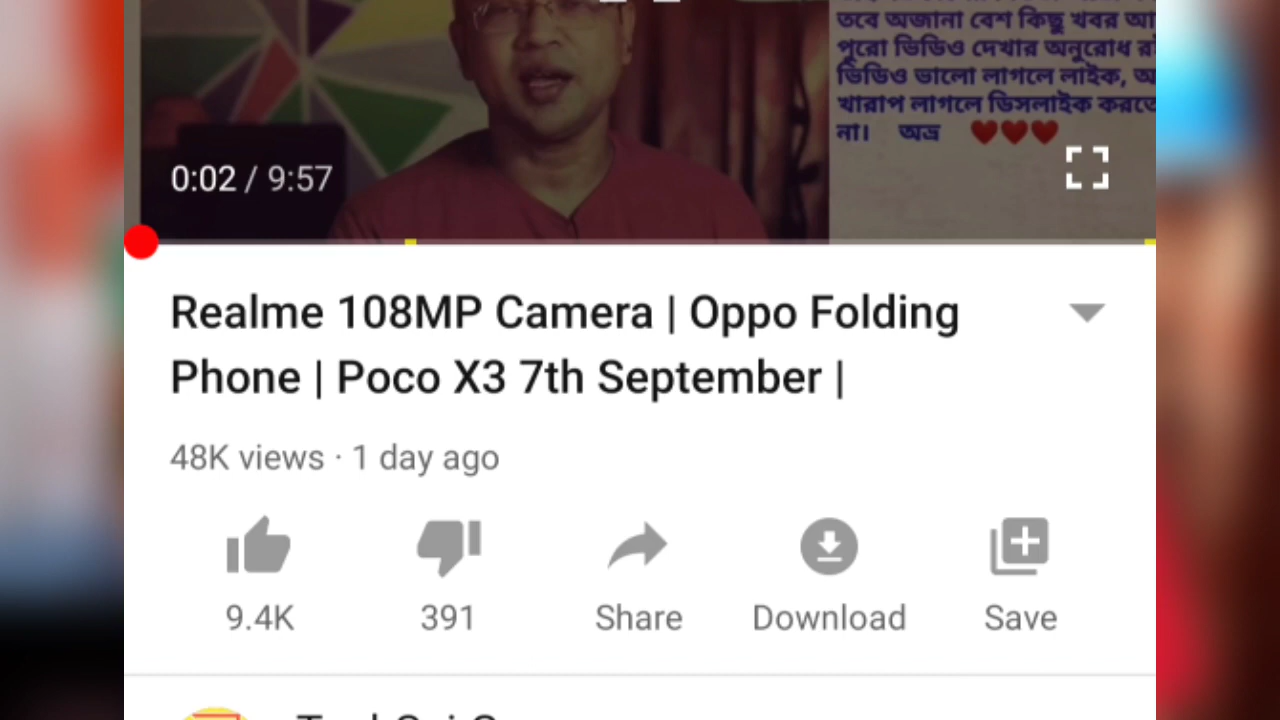 তবে অজানা বেশ কিছু খবর
পুরো ভিডিও দেখার অনুরোধ
ভিডিও ভালো লাগলে লাইক,
খারাপ লাগলে ডিসলাইক করতে
না। অভ্র ❤️❤️❤️
0:02 / 9:57
Realme 108MP Camera | Oppo Folding
Phone | Poco X3 7th September |
48K views · 1 day ago
9.4K
391
Share
Download
Save